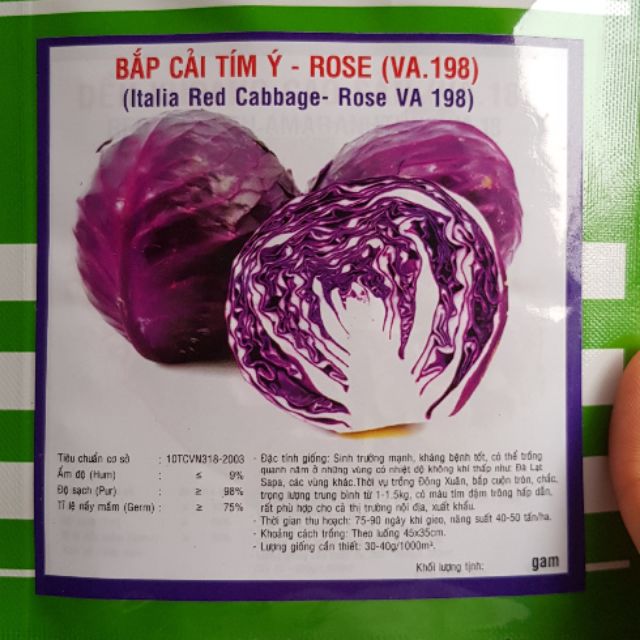 BẮP CẢI TÍM Ý - ROSE (VA.198)
(Italia Red Cabbage- Rose VA 198)
Tiêu chuẩn cơ sở : 10TCVN318-2003
Ẩm độ (Hum) : ≤ 9%
Độ sạch (Pur) : ≥ 98%
Tỉ lệ nẩy mầm (Germ) : ≥ 75%
- Đặc tính giống: Sinh trưởng mạnh, kháng bệnh tốt, có thể trồng
quanh năm ở những vùng có nhiệt độ không khí thấp như: Đà Lạt
Sapa, các vùng khác.Thời vụ trồng Đông Xuân, bắp cuộn tròn, chắc,
trọng lượng trung bình từ 1-1.5kg, có màu tím đậm trông hấp dẫn,
rất phù hợp cho cả thị trường nội địa, xuất khẩu.
- Thời gian thu hoạch: 75-90 ngày khi gieo, năng suất 40-50 tấn/ha.
- Khoảng cách trồng: Theo luống 45x35cm.
- Lượng giống cần thiết: 30-40g/1000m².
Khối lượng tịnh: gam